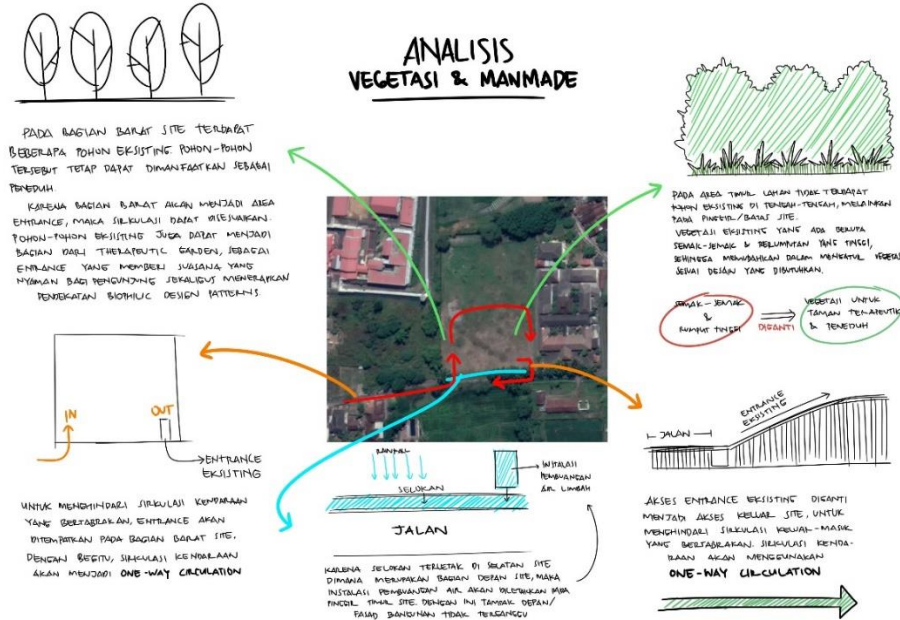 ANALISIS
VEGETASI & MANMADE
PADA BAGIAN BARAT SITE TERDAPAT
BEBERAPA POHON EKSISTING. POHON-POHON
TERSEBUT TETAP DAPAT DIMANFAATKAN SEBAGAI
PENEDUH.
KARENA BAGIAN BARAT AKAN MENJADI AREA
ENTRANCE, MAKA SIRKULASI DAPAT DISESUAIKAN.
POHON-POHON EKSISTING JUGA DAPAT MENJADI
BAGIAN DARI THERAPEUTIC GARDEN, SEBAGAI
ENTRANCE YANG MEMBERI SUASANA YANG
NYAMAN BAGI PENGUNJUNG SEKALIGUS MENERAPKAN
PENDEKATAN BIOPHILIC DESIGN PATTERNS.
PADA AREA TIMUR LAHAN TIDAK TERDAPAT
POHON EKSISTING DI TENGAH-TENGAH, MELAINKAN
PADA PINGGIR/BATAS SITE.
VEGETASI EKSISTING YANG ADA BERUPA
SEMAK-SEMAK & RERUMPUTAN YANG TINGGI,
SEHINGGA MEMUDAHKAN DALAM MENGATUR VEGETASI
SESUAI DESAIN YANG DIBUTUHKAN.
SEMAK-SEMAK
&
RUMPUT TINGGI
DIGANTI
VEGETASI UNTUK
TAMAN TERAPEUTIK
& PENEDUH
IN
OUT
ENTRANCE
EKSISTING
UNTUK MENGHINDARI SIRKULASI KENDARAAN
YANG BERTABRAKAN, ENTRANCE AKAN
DITEMPATKAN PADA BAGIAN BARAT SITE,
DENGAN BEGITU, SIRKULASI KENDARAAN
AKAN MENJADI ONE-WAY CIRCULATION
SELOKAN
INSTALASI
PEMBUANGAN
AIR LIMBAH
JALAN
KARENA SELOKAN TERLETAK DI SELATAN SITE
DIMANA MERUPAKAN BAGIAN DEPAN SITE, MAKA
INSTALASI PEMBUANGAN AIR AKAN DILETAKKAN PADA
PINGGIR TIMUR SITE. DENGAN INI TAMPAK DEPAN/
FASAD BANGUNAN TIDAK TERGANGGU
JALAN
ENTRANCE
EKSISTING
AKSES ENTRANCE EKSISTING DIGANTI
MENJADI AKSES KELUAR SITE, UNTUK
MENGHINDARI SIRKULASI KELUAR-MASUK
YANG BERTABRAKAN. SIRKULASI KENDA-
RAAN AKAN MENGGUNAKAN
ONE-WAY CIRCULATION